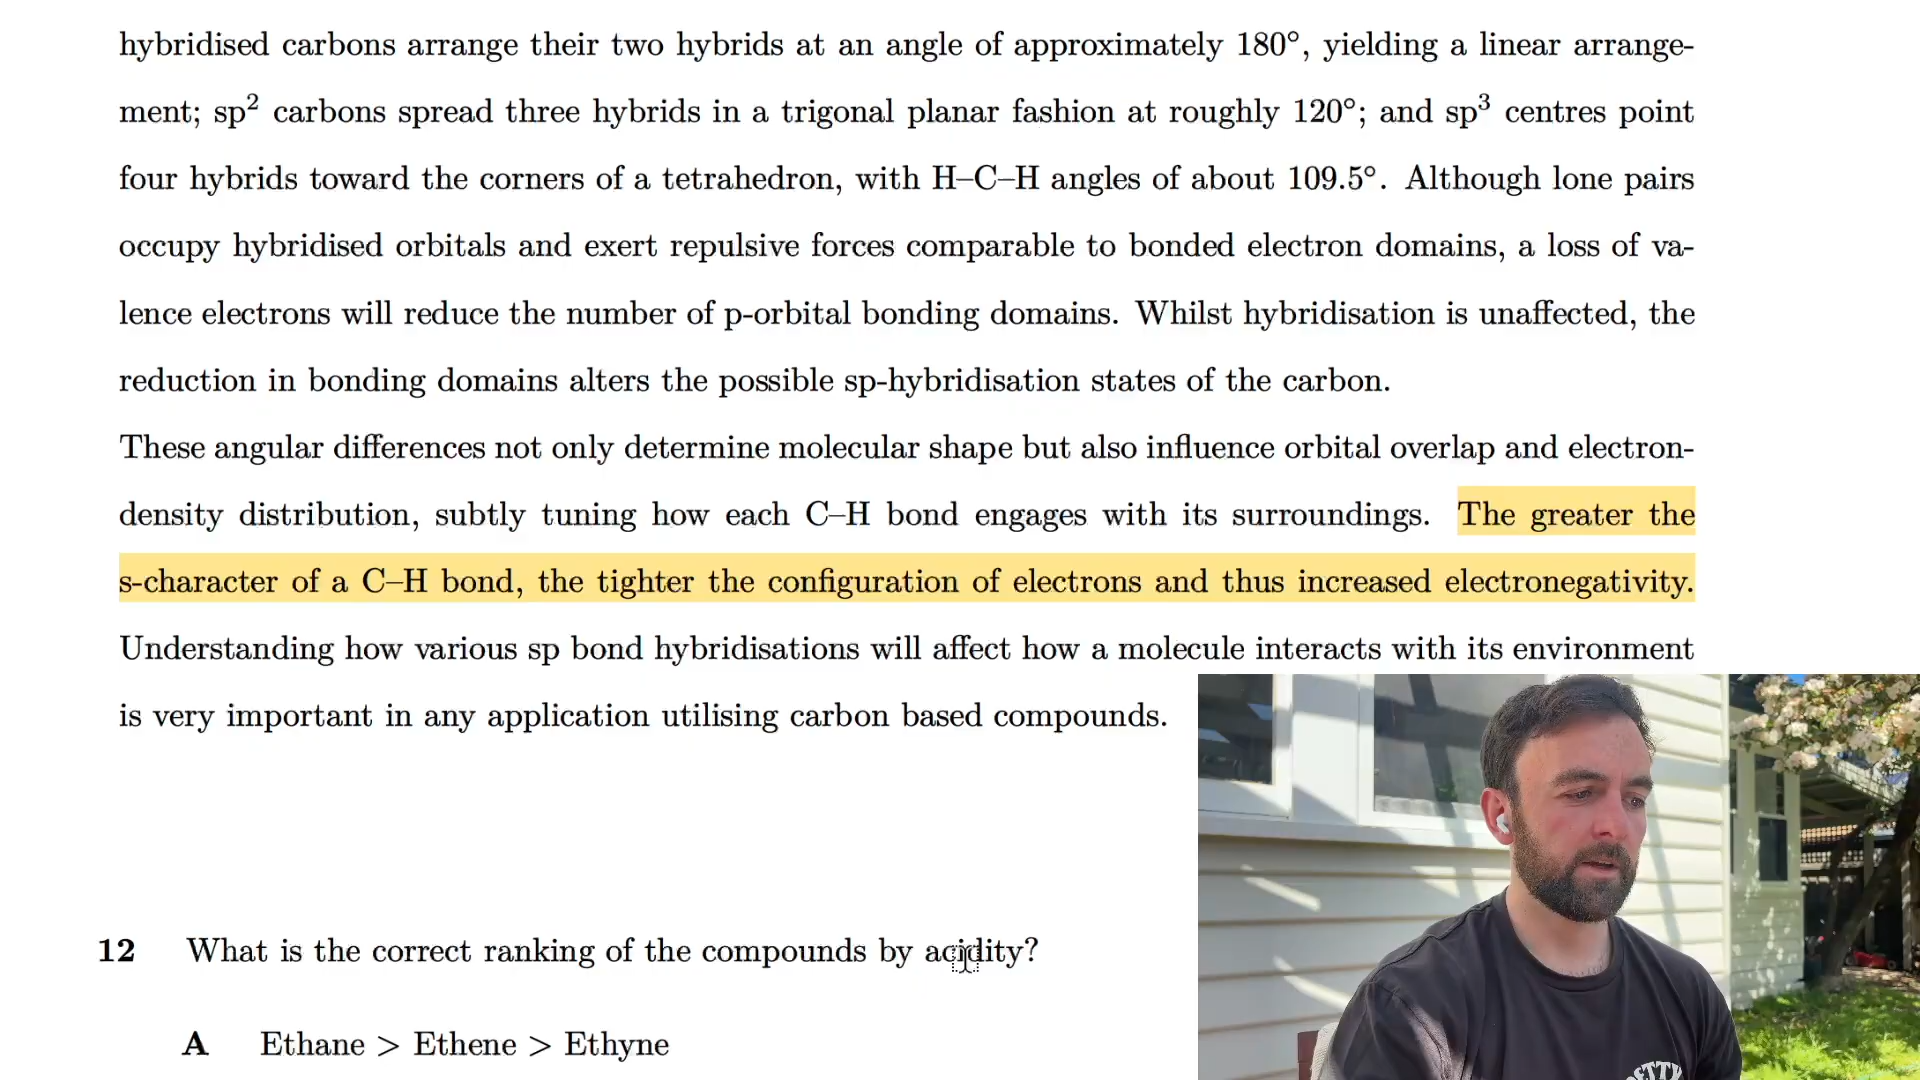 hybridised carbons arrange their two hybrids at an angle of approximately 180°, yielding a linear arrange-
ment; sp² carbons spread three hybrids in a trigonal planar fashion at roughly 120°; and sp³ centres point
four hybrids toward the corners of a tetrahedron, with H–C–H angles of about 109.5°. Although lone pairs
occupy hybridised orbitals and exert repulsive forces comparable to bonded electron domains, a loss of va-
lence electrons will reduce the number of p-orbital bonding domains. Whilst hybridisation is unaffected, the
reduction in bonding domains alters the possible sp-hybridisation states of the carbon.
These angular differences not only determine molecular shape but also influence orbital overlap and electron-
density distribution, subtly tuning how each C–H bond engages with its surroundings. The greater the
s-character of a C–H bond, the tighter the configuration of electrons and thus increased electronegativity.
Understanding how various sp bond hybridisations will affect how a molecule interacts with its environment
is very important in any application utilising carbon based compounds.
12 What is the correct ranking of the compounds by acidity?
A Ethane > Ethene > Ethyne